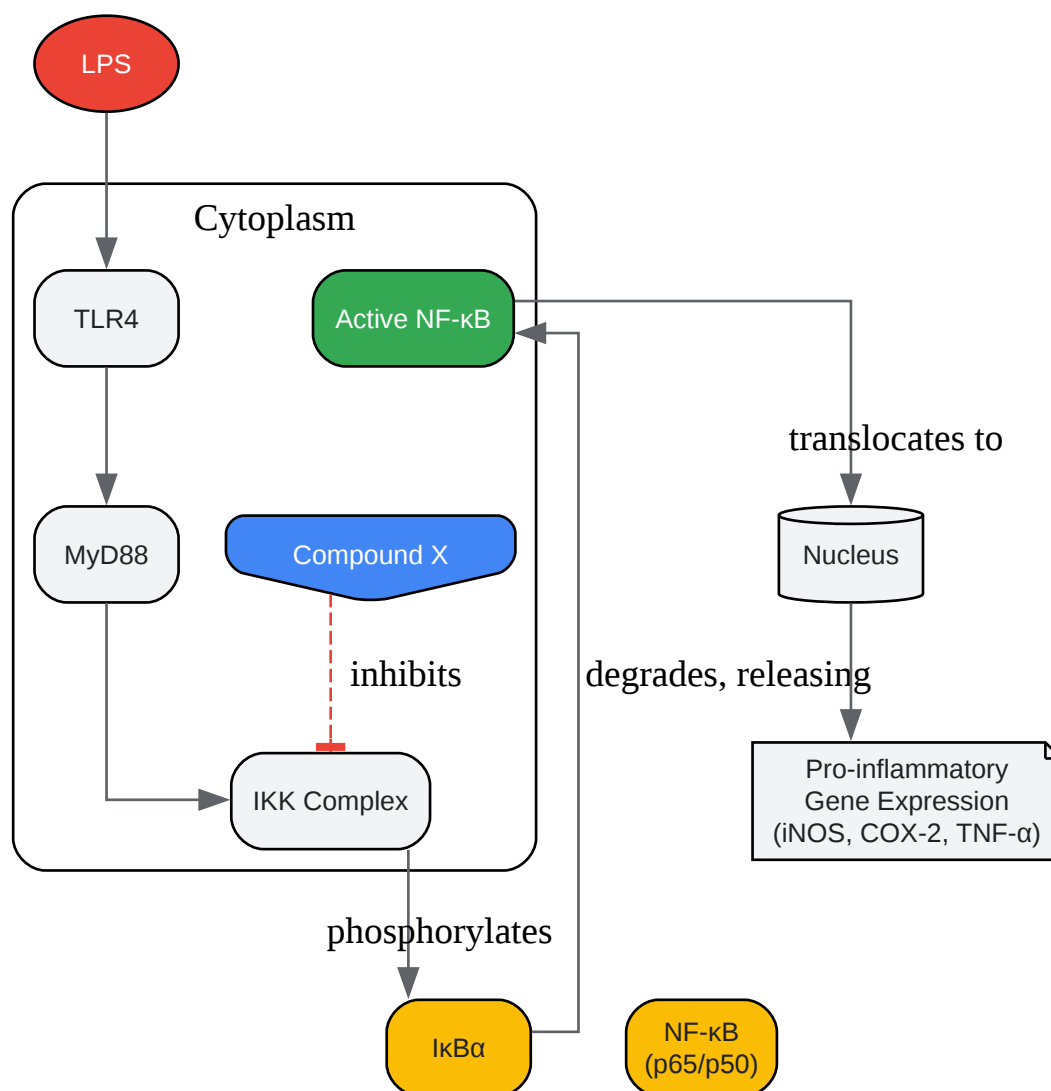 LPS
Cytoplasm
TLR4
Active NF-κB
translocates to
MyD88
Compound X
Nucleus
inhibits
degrades, releasing
IKK Complex
Pro-inflammatory
Gene Expression
(iNOS, COX-2, TNF-α)
phosphorylates
IκBα
NF-κB
(p65/p50)